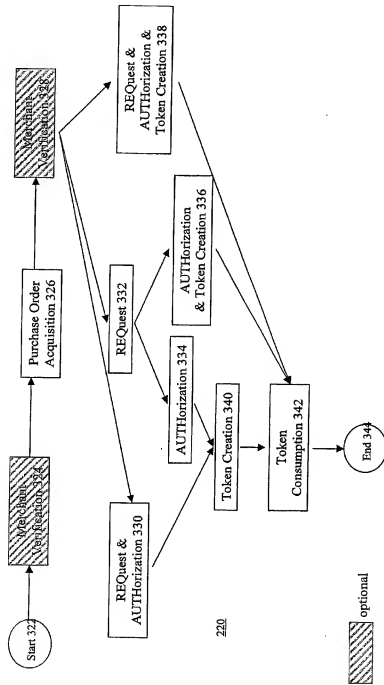 Start 322
Merchant
Verification 324
Purchase Order
Acquisition 326
Merchant
Verification 328
REQuest &
AUTHorization 330
REQuest 332
REQuest &
AUTHorization &
Token Creation 338
AUTHorization 334
AUTHorization
& Token Creation 336
Token Creation 340
Token
Consumption 342
End 344
220
optional